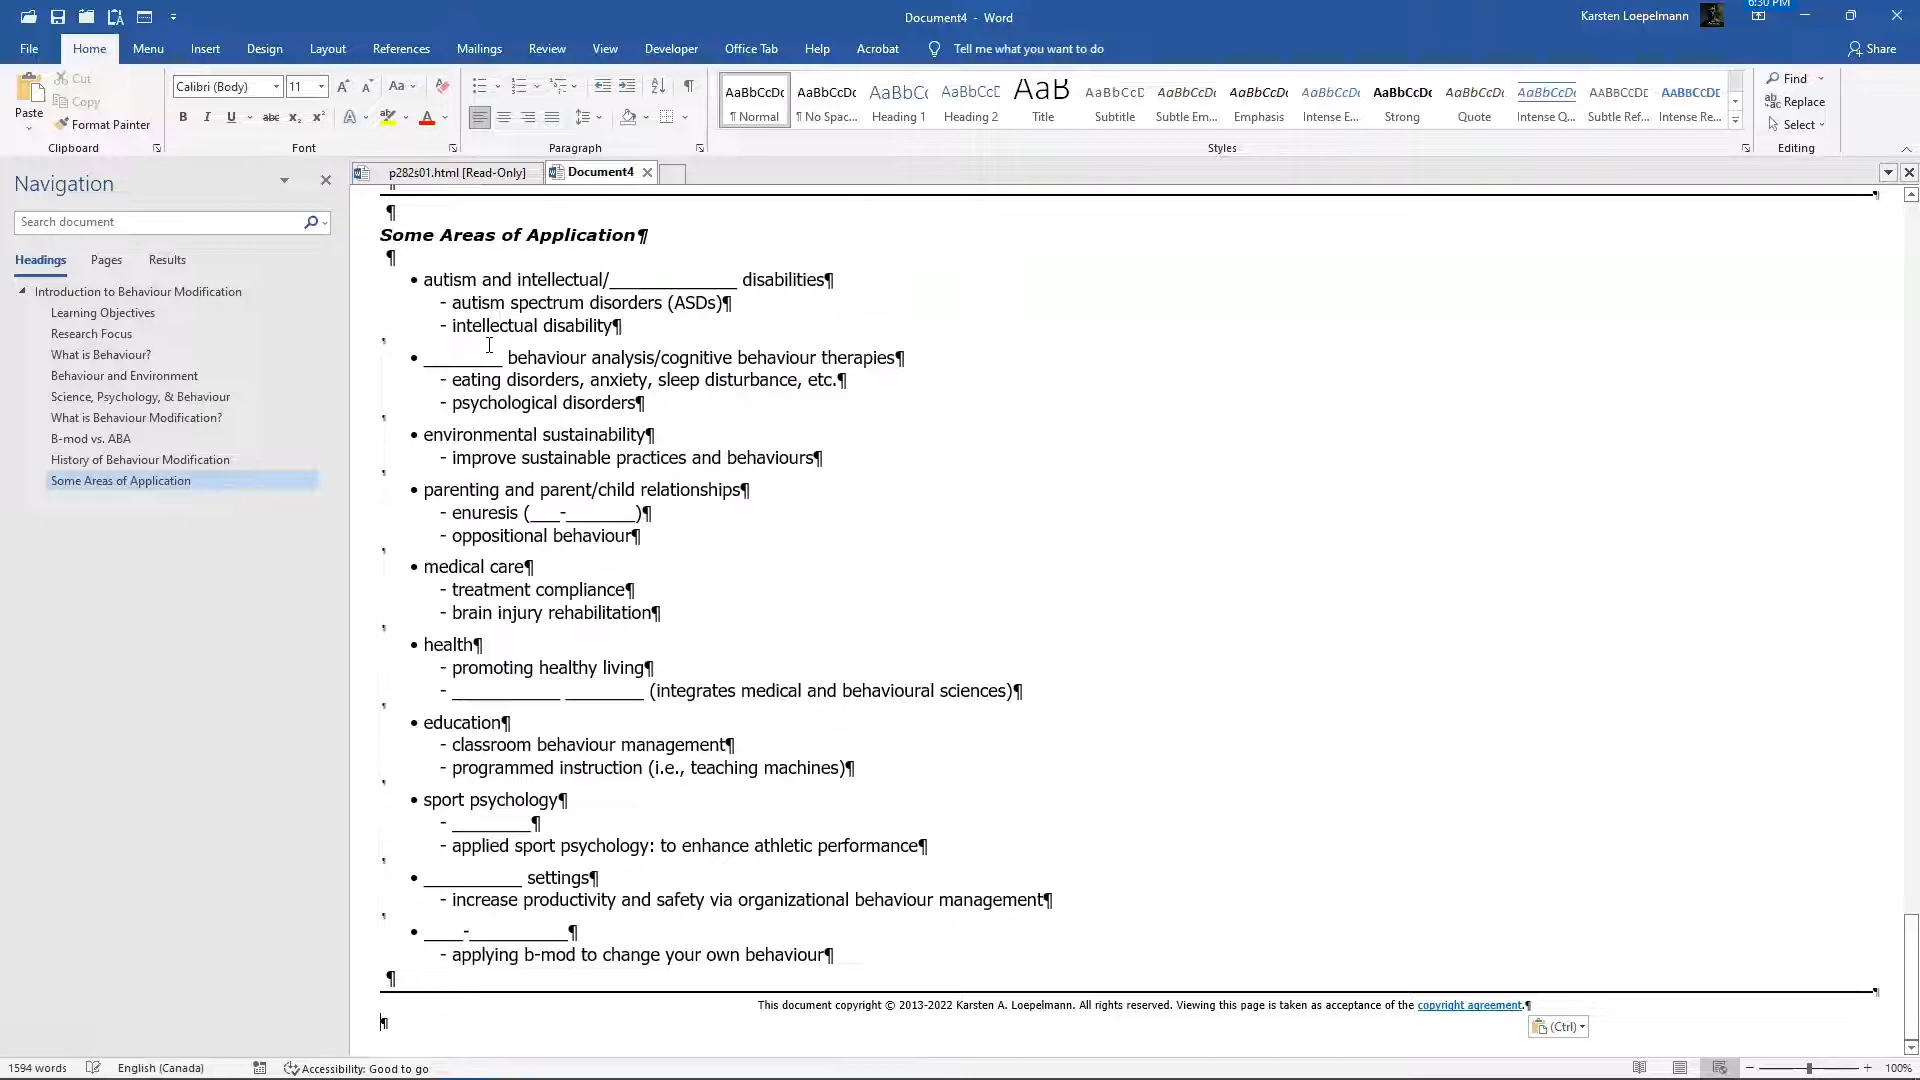 6:30 PM
Document4 - Word
Karsten Loepelmann
File Home Menu Insert Design Layout References Mailings Review View Developer Office Tab Help Acrobat Tell me what you want to do Share
Paste
Cut
Copy
Format Painter
Clipboard
Calibri (Body) 11
Font
Paragraph
AaBbCcDc AaBbCcDc AaBbCc AaBbCcD AaB AaBbCcD AaBbCcDc AaBbCcDc AaBbCcDc AaBbCcDc AaBbCcDc AaBbCcDc AABBCCDE AABBCCDE
¶ Normal ¶ No Spac... Heading 1 Heading 2 Title Subtitle Subtle Em... Emphasis Intense E... Strong Quote Intense Q... Subtle Ref... Intense Re...
Styles
Find
Replace
Select
Editing
Navigation
Search document
Headings Pages Results
Introduction to Behaviour Modification
Learning Objectives
Research Focus
What is Behaviour?
Behaviour and Environment
Science, Psychology, & Behaviour
What is Behaviour Modification?
B-mod vs. ABA
History of Behaviour Modification
Some Areas of Application
p282s01.html [Read-Only] Document4
¶
Some Areas of Application¶
¶
• autism and intellectual/_____________ disabilities¶
- autism spectrum disorders (ASDs)¶
- intellectual disability¶
• ________ behaviour analysis/cognitive behaviour therapies¶
- eating disorders, anxiety, sleep disturbance, etc.¶
- psychological disorders¶
• environmental sustainability¶
- improve sustainable practices and behaviours¶
• parenting and parent/child relationships¶
- enuresis (___-_______)¶
- oppositional behaviour¶
• medical care¶
- treatment compliance¶
- brain injury rehabilitation¶
• health¶
- promoting healthy living¶
- ___________ ________ (integrates medical and behavioural sciences)¶
• education¶
- classroom behaviour management¶
- programmed instruction (i.e., teaching machines)¶
• sport psychology¶
- ________¶
- applied sport psychology: to enhance athletic performance¶
• __________ settings¶
- increase productivity and safety via organizational behaviour management¶
• ____-__________¶
- applying b-mod to change your own behaviour¶
¶
This document copyright © 2013-2022 Karsten A. Loepelmann. All rights reserved. Viewing this page is taken as acceptance of the copyright agreement.¶
¶
(Ctrl)
1594 words English (Canada) Accessibility: Good to go 100%